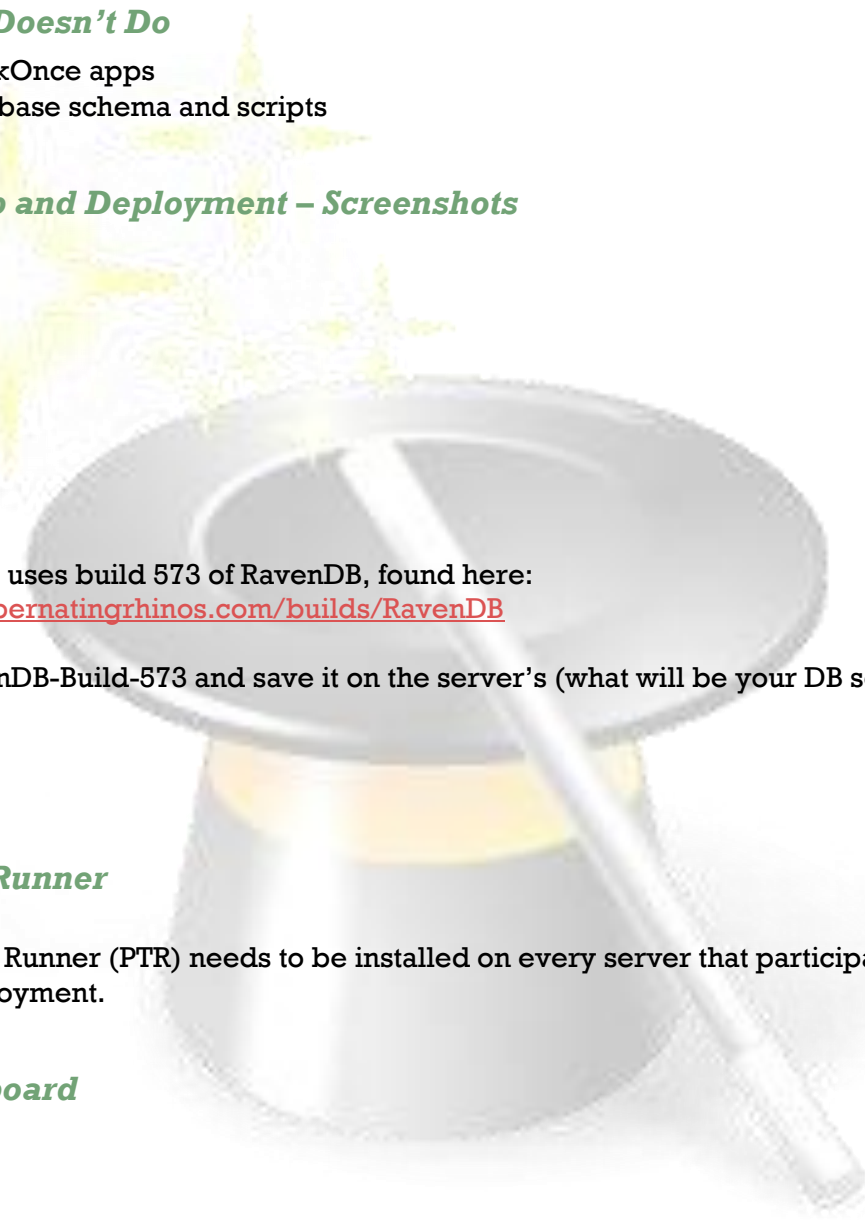 Doesn’t Do
kOnce apps
base schema and scripts
and Deployment – Screenshots
uses build 573 of RavenDB, found here:
bernatingrhinos.com/builds/RavenDB
nDB-Build-573 and save it on the server’s (what will be your DB se
Runner
Runner (PTR) needs to be installed on every server that participa
oyment.
board